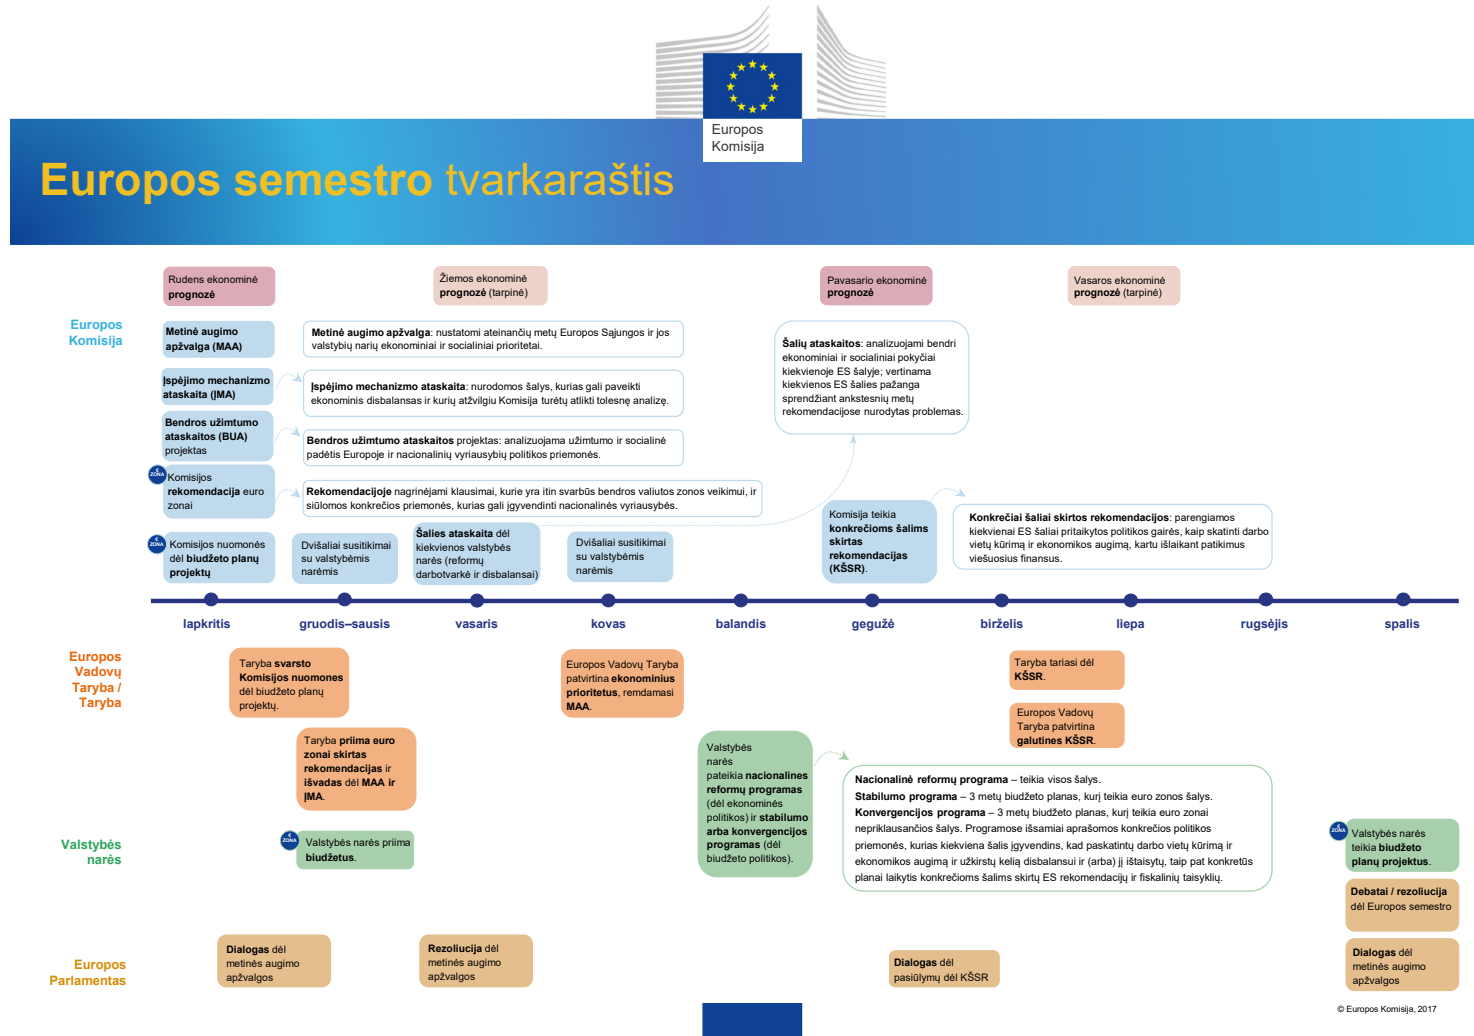 Europos
Komisija
Europos semestro tvarkaraštis
Rudens ekonominė
prognozė
Žiemos ekonominė
prognozė (tarpinė)
Pavasario ekonominė
prognozė
Vasaros ekonominė
prognozė (tarpinė)
Europos
Komisija
Metinė augimo
apžvalga (MAA)
Metinė augimo apžvalga: nustatomi ateinančių metų Europos Sąjungos ir jos
valstybių narių ekonominiai ir socialiniai prioritetai.
Įspėjimo mechanizmo
ataskaita (ĮMA)
Įspėjimo mechanizmo ataskaita: nurodomos šalys, kurias gali paveikti
ekonominis disbalansas ir kurių atžvilgiu Komisija turėtų atlikti tolesnę analizę.
Bendros užimtumo
ataskaitos (BUA)
projektas
Bendros užimtumo ataskaitos projektas: analizuojama užimtumo ir socialinė
padėtis Europoje ir nacionalinių vyriausybių politikos priemonės.
€
ZONA
Komisijos
rekomendacija euro
zonai
Rekomendacijoje nagrinėjami klausimai, kurie yra itin svarbūs bendros valiutos zonos veikimui, ir
siūlomos konkrečios priemonės, kurias gali įgyvendinti nacionalinės vyriausybės.
Šalių ataskaitos: analizuojami bendri
ekonominiai ir socialiniai pokyčiai
kiekvienoje ES šalyje; vertinama
kiekvienos ES šalies pažanga
sprendžiant ankstesnių metų
rekomendacijose nurodytas problemas.
€
ZONA
Komisijos nuomonės
dėl biudžeto planų
projektų
Dvišaliai susitikimai
su valstybėmis
narėmis
Šalies ataskaita dėl
kiekvienos valstybės
narės (reformų
darbotvarkė ir disbalansai)
Dvišaliai susitikimai
su valstybėmis
narėmis
Komisija teikia
konkrečioms šalims
skirtas
rekomendacijas
(KŠSR).
Konkrečiai šaliai skirtos rekomendacijos: parengiamos
kiekvienai ES šaliai pritaikytos politikos gairės, kaip skatinti darbo
vietų kūrimą ir ekonomikos augimą, kartu išlaikant patikimus
viešuosius finansus.
lapkritis
gruodis–sausis
vasaris
kovas
balandis
gegužė
birželis
liepa
rugsėjis
spalis
Europos
Vadovų
Taryba /
Taryba
Taryba svarsto
Komisijos nuomones
dėl biudžeto planų
projektų.
Taryba priima euro
zonai skirtas
rekomendacijas ir
išvadas dėl MAA ir
ĮMA.
Europos Vadovų Taryba
patvirtina ekonominius
prioritetus, remdamasi
MAA.
Taryba tariasi dėl
KŠSR.
Europos Vadovų
Taryba patvirtina
galutines KŠSR.
Valstybės
narės
€
ZONA
Valstybės narės priima
biudžetus.
Valstybės
narės
pateikia nacionalines
reformų programas
(dėl ekonominės
politikos) ir stabilumo
arba konvergencijos
programas (dėl
biudžeto politikos).
Nacionalinė reformų programa – teikia visos šalys.
Stabilumo programa – 3 metų biudžeto planas, kurį teikia euro zonos šalys.
Konvergencijos programa – 3 metų biudžeto planas, kurį teikia euro zonai
nepriklausančios šalys. Programose išsamiai aprašomos konkrečios politikos
priemonės, kurias kiekviena šalis įgyvendins, kad paskatintų darbo vietų kūrimą ir
ekonomikos augimą ir užkirstų kelią disbalansui ir (arba) jį ištaisytų, taip pat konkretūs
planai laikytis konkrečioms šalims skirtų ES rekomendacijų ir fiskalinių taisyklių.
€
ZONA
Valstybės narės
teikia biudžeto
planų projektus.
Debatai / rezoliucija
dėl Europos semestro
Europos
Parlamentas
Dialogas dėl
metinės augimo
apžvalgos
Rezoliucija dėl
metinės augimo
apžvalgos
Dialogas dėl
pasiūlymų dėl KŠSR
Dialogas dėl
metinės augimo
apžvalgos
© Europos Komisija, 2017